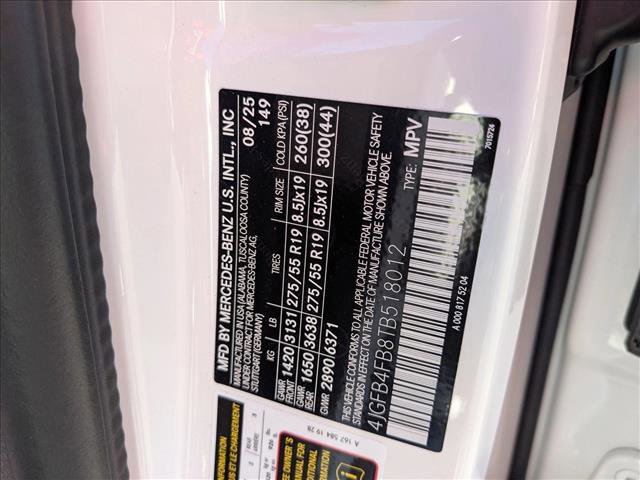 MFD BY MERCEDES-BENZ U.S. INTL., INC
MANUFACTURED IN USA (ALABAMA, TUSCALOOSA COUNTY)
UNDER CONTRACT FOR MERCEDES-BENZ AG,
STUTTGART (GERMANY)
08/25
149
KG LB TIRES RIM SIZE COLD KPA (PSI)
GAWR FRONT 1420 3131 275/55 R19 8.5Jx19 260(38)
GAWR REAR 1650 3638 275/55 R19 8.5Jx19 300(44)
GVWR 2890 6371
THIS VEHICLE CONFORMS TO ALL APPLICABLE FEDERAL MOTOR VEHICLE SAFETY
STANDARDS IN EFFECT ON THE DATE OF MANUFACTURE SHOWN ABOVE.
4JGFB4FB8TB518012
TYPE: MPV
A 000 817 52 04
7015726
A 167 584 19 28